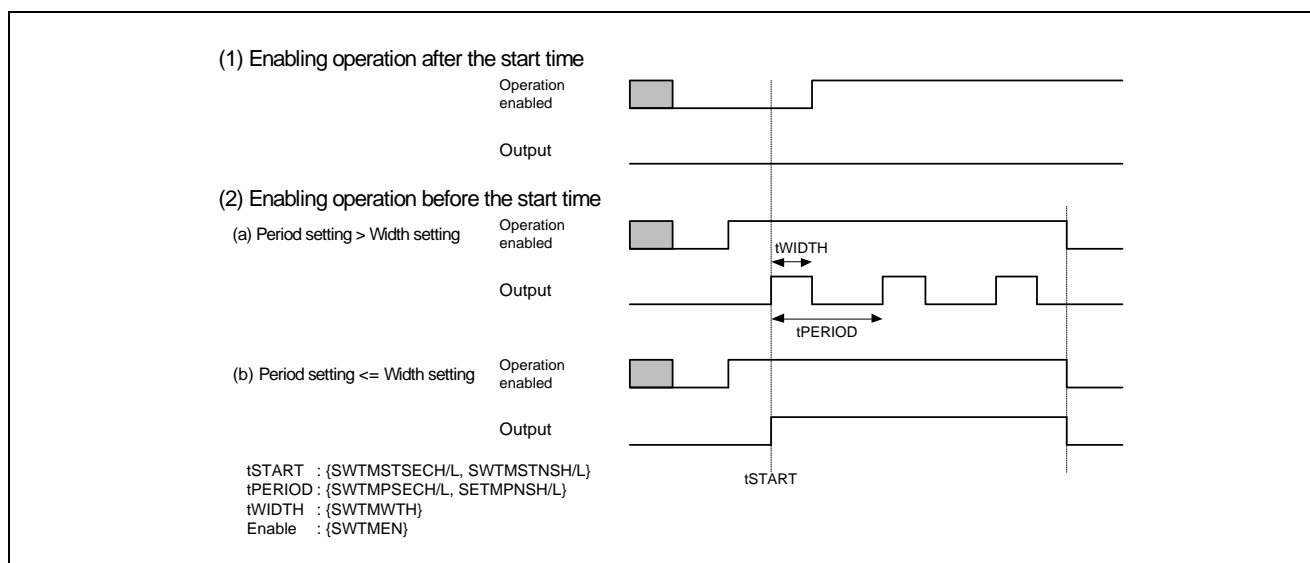 (1) Enabling operation after the start time
Operation
enabled
Output
(2) Enabling operation before the start time
(a) Period setting > Width setting
Operation
enabled
tWIDTH
Output
tPERIOD
(b) Period setting <= Width setting
Operation
enabled
Output
tSTART
tSTART : {SWTMSTSECH/L, SWTMSTNSH/L}
tPERIOD : {SWTMPSECH/L, SETMPNSH/L}
tWIDTH : {SWTMWTH}
Enable : {SWTMEN}